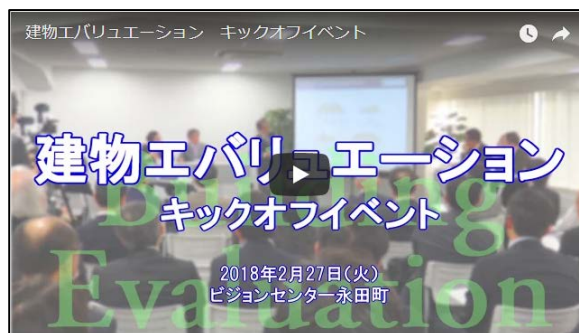 建物エバリュエーション　キックオフイベント
建物エバリュエーション
Building
キックオフイベント
2018年2月27日(火)
ビジョンセンター永田町
Evaluation